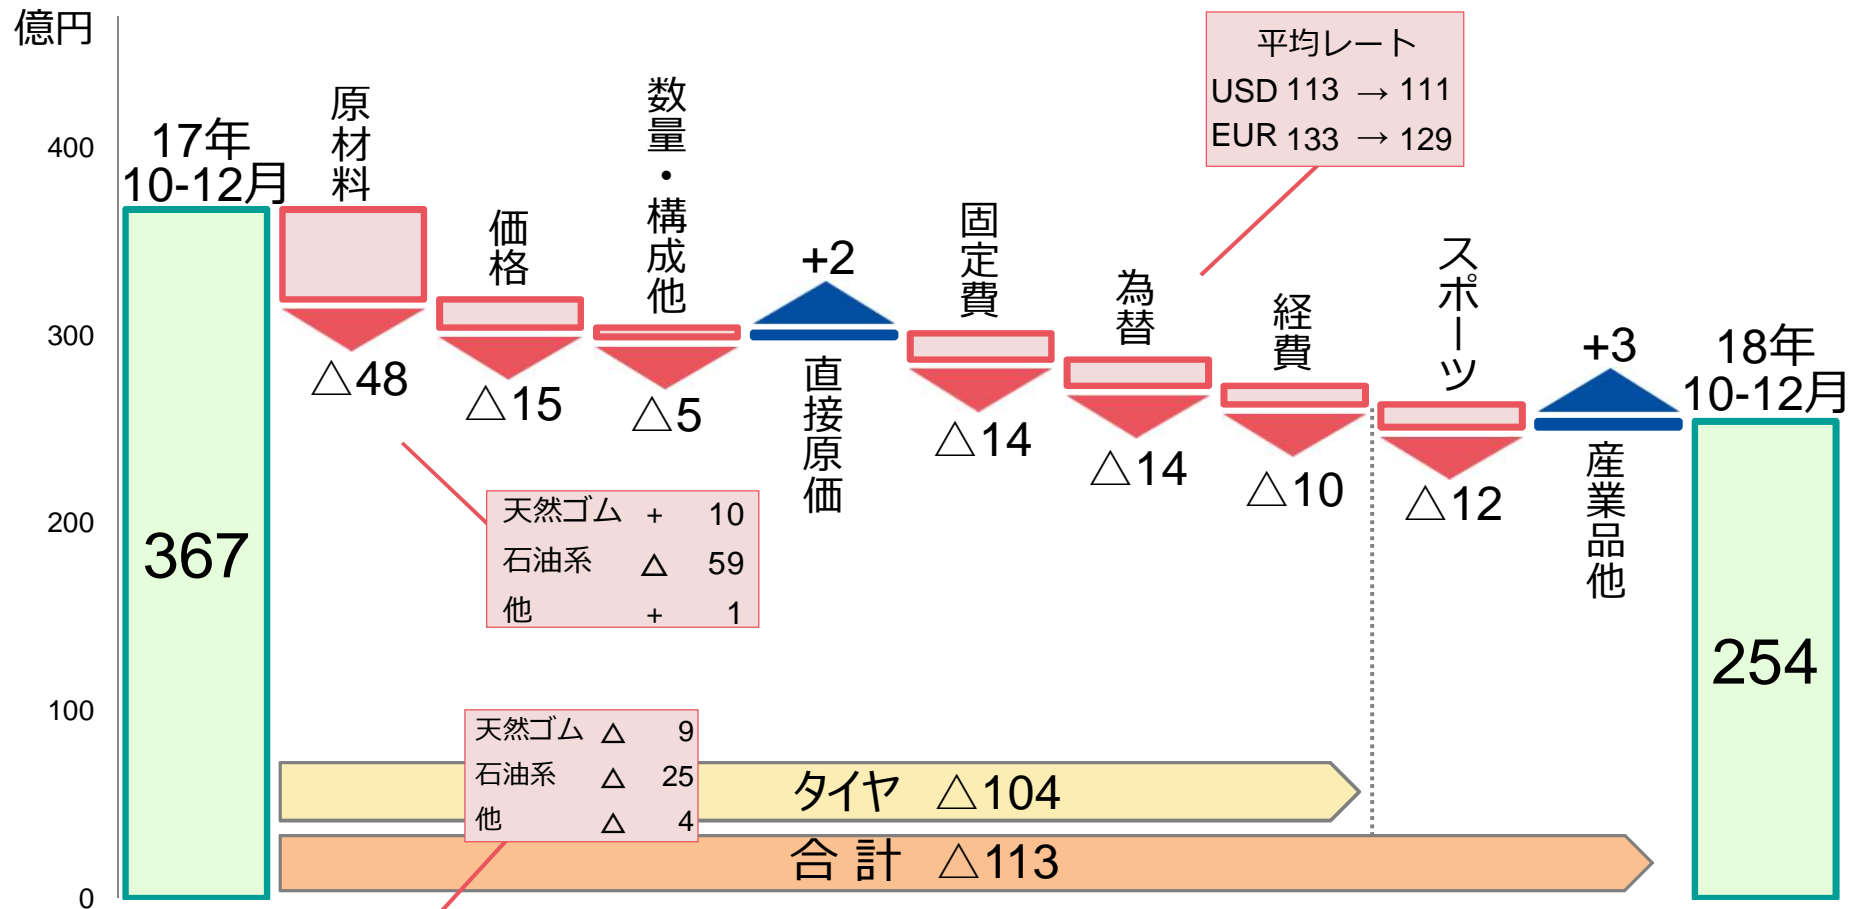 億円
400
300
200
100
0
17年
10-12月
367
原材料
△48
価格
△15
数量・構成他
△5
+2
直接原価
固定費
△14
為替
△14
経費
△10
スポーツ
△12
+3
産業品他
18年
10-12月
254
平均レート
USD 113 → 111
EUR 133 → 129
天然ゴム + 10
石油系 △ 59
他 + 1
天然ゴム △ 9
石油系 △ 25
他 △ 4
タイヤ △104
合計 △113